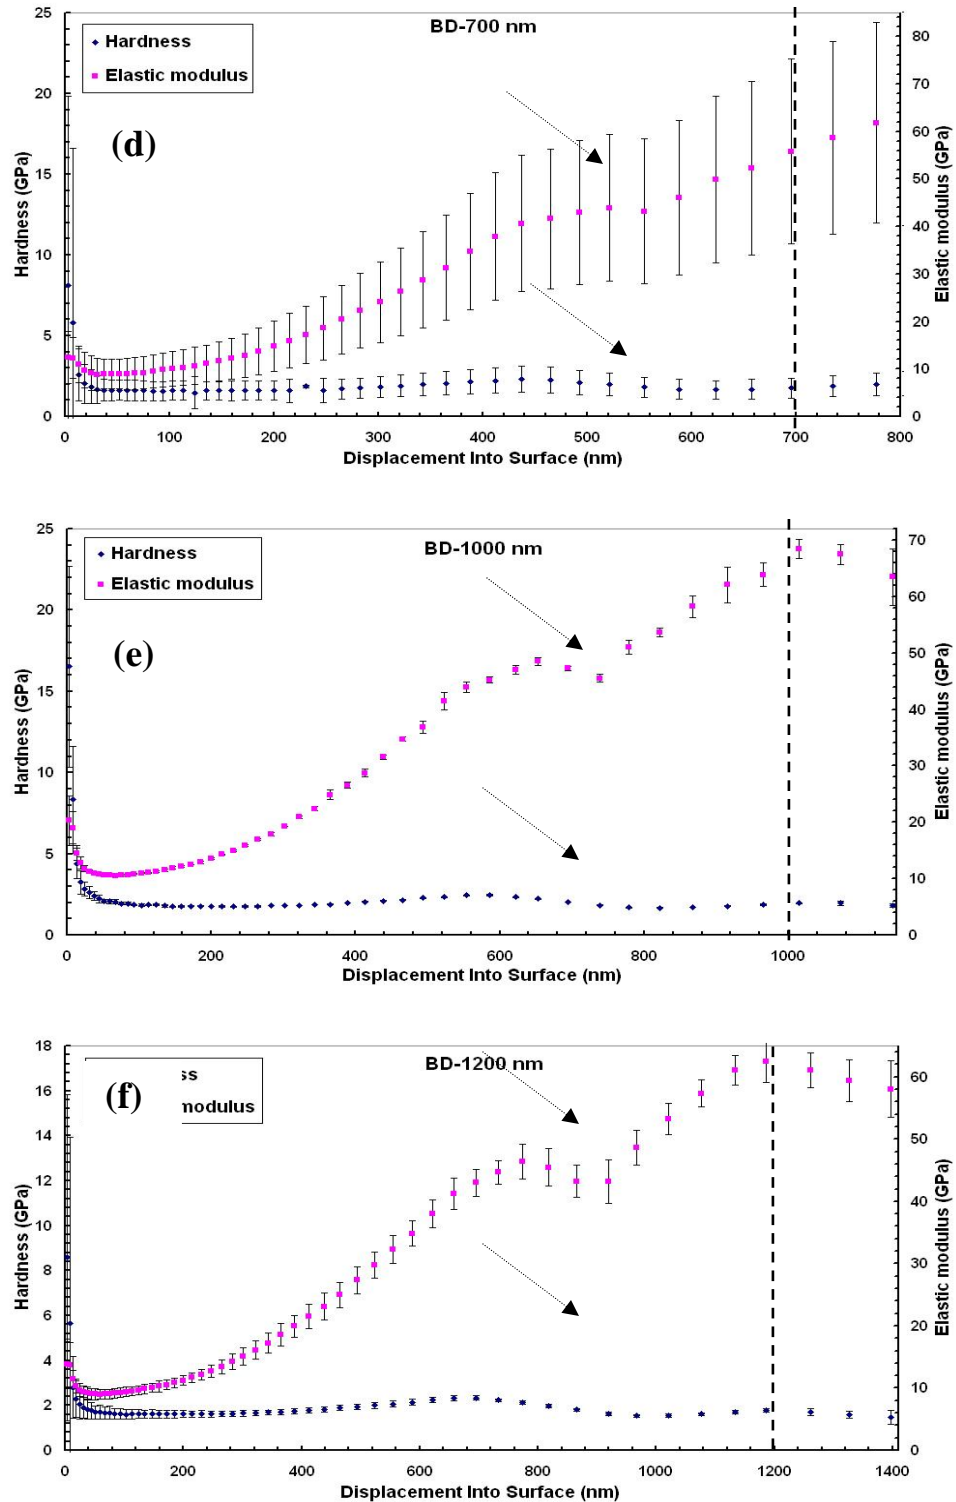 BD-700 nm
Hardness
Elastic modulus
(d)
Hardness (GPa)
Elastic modulus (GPa)
25
20
15
10
5
0
80
70
60
50
40
30
20
10
0
0 100 200 300 400 500 600 700 800
Displacement Into Surface (nm)
BD-1000 nm
Hardness
Elastic modulus
(e)
Hardness (GPa)
Elastic modulus (GPa)
25
20
15
10
5
0
70
60
50
40
30
20
10
0
0 200 400 600 800 1000
Displacement Into Surface (nm)
BD-1200 nm
ss
modulus
(f)
Hardness (GPa)
Elastic modulus (GPa)
18
16
14
12
10
8
6
4
2
0
60
50
40
30
20
10
0
0 200 400 600 800 1000 1200 1400
Displacement Into Surface (nm)